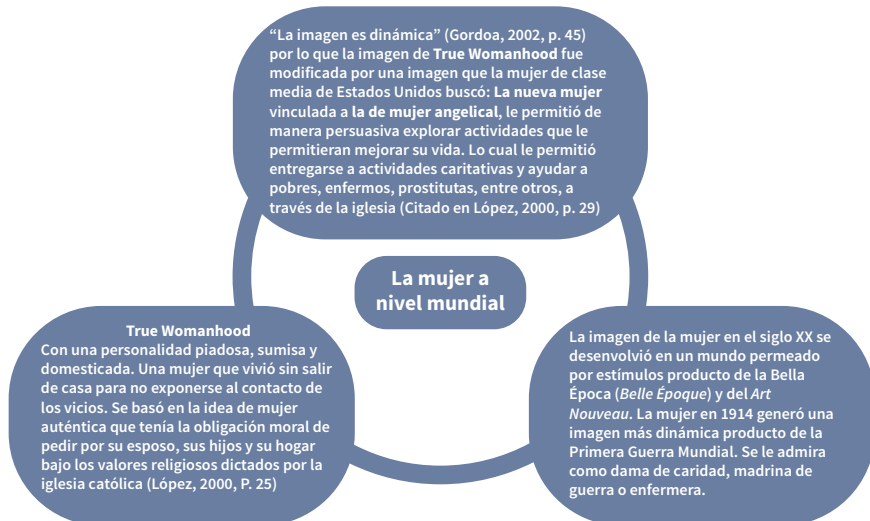 “La imagen es dinámica” (Gordoa, 2002, p. 45)
por lo que la imagen de True Womanhood fue
modificada por una imagen que la mujer de clase
media de Estados Unidos buscó: La nueva mujer
vinculada a la de mujer angelical, le permitió de
manera persuasiva explorar actividades que le
permitieran mejorar su vida. Lo cual le permitió
entregarse a actividades caritativas y ayudar a
pobres, enfermos, prostitutas, entre otros, a
través de la iglesia (Citado en López, 2000, p. 29)
La mujer a
nivel mundial
True Womanhood
Con una personalidad piadosa, sumisa y
domesticada. Una mujer que vivió sin salir
de casa para no exponerse al contacto de
los vicios. Se basó en la idea de mujer
auténtica que tenía la obligación moral de
pedir por su esposo, sus hijos y su hogar
bajo los valores religiosos dictados por la
iglesia católica (López, 2000, P. 25)
La imagen de la mujer en el siglo XX se
desenvolvió en un mundo permeado
por estímulos producto de la Bella
Época (Belle Époque) y del Art
Nouveau. La mujer en 1914 generó una
imagen más dinámica producto de la
Primera Guerra Mundial. Se le admira
como dama de caridad, madrina de
guerra o enfermera.